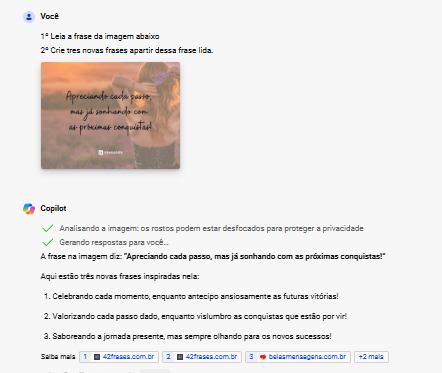 Você
1º Leia a frase da imagem abaixo
2º Crie tres novas frases apartir dessa frase lida.
Apreciando cada passo,
mas já sonhando com
as próximas conquistas!
Copilot
Analisando a imagem: os rostos podem estar desfocados para proteger a privacidade
Gerando respostas para você...
A frase na imagem diz: "Apreciando cada passo, mas já sonhando com as próximas conquistas!"
Aqui estão três novas frases inspiradas nela:
1. Celebrando cada momento, enquanto antecipo ansiosamente as futuras vitórias!
2. Valorizando cada passo dado, enquanto vislumbro as conquistas que estão por vir!
3. Saboreando a jornada presente, mas sempre olhando para os novos sucessos!
Saiba mais 1 42frases.com.br 2 42frases.com.br 3 belasmensagens.com.br +2 mais